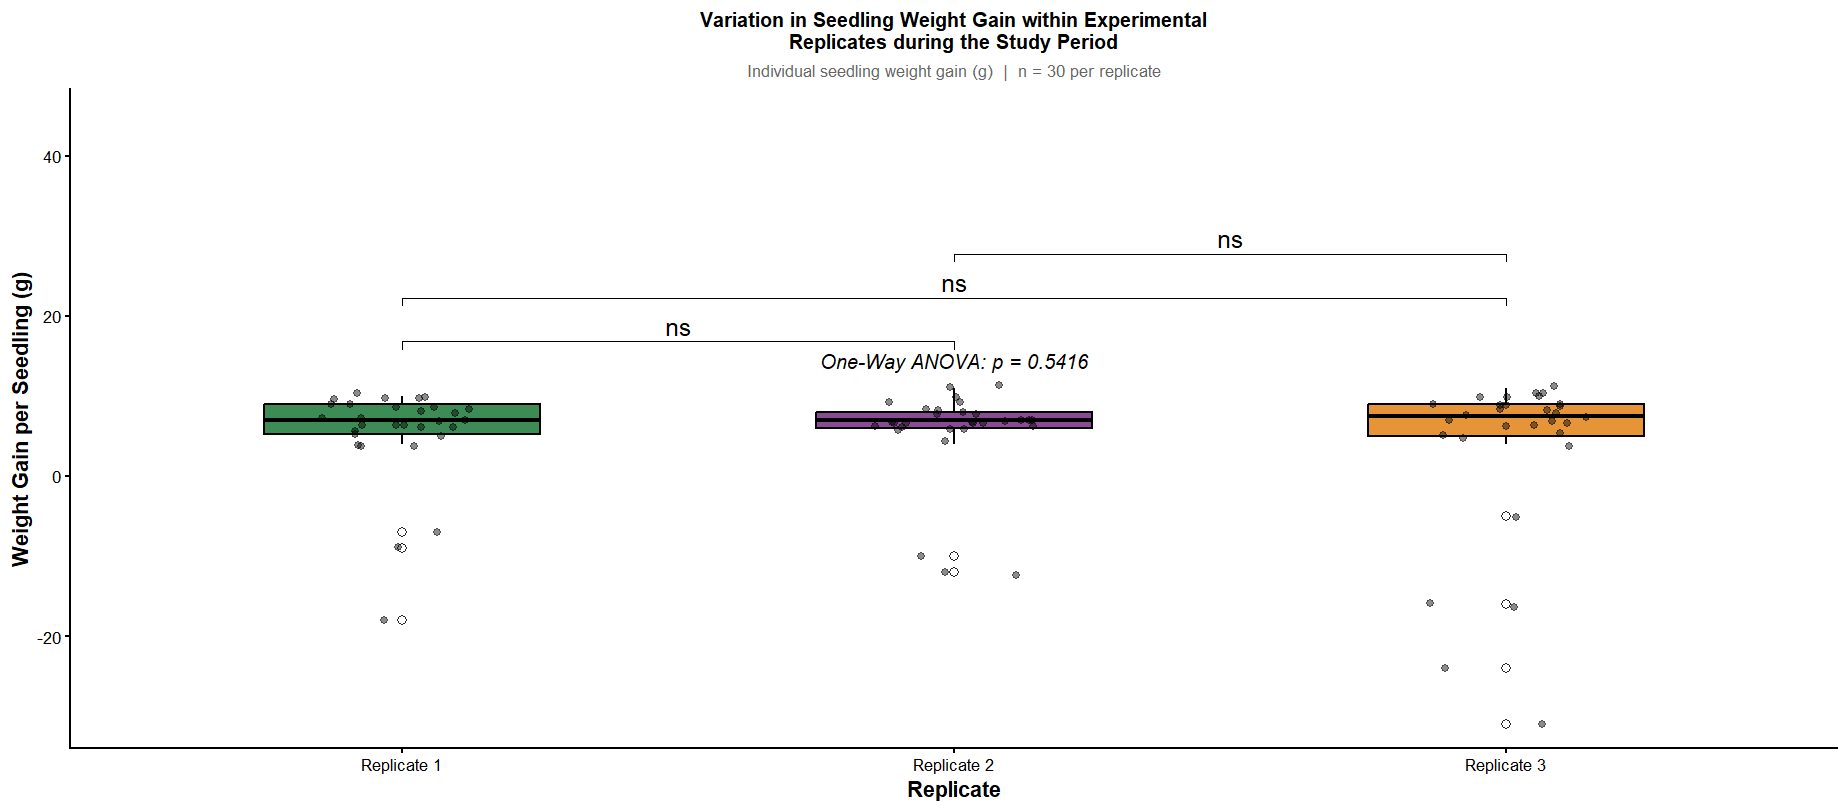 Variation in Seedling Weight Gain within Experimental
Replicates during the Study Period
Individual seedling weight gain (g) | n = 30 per replicate
Weight Gain per Seedling (g)
40
20
0
-20
ns
ns
ns
One-Way ANOVA: p = 0.5416
Replicate 1
Replicate 2
Replicate 3
Replicate